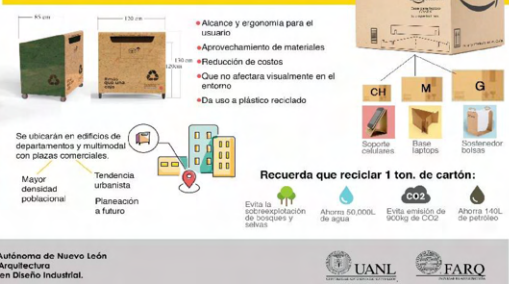 85 cm
120 cm
130 cm
120cm
Alcance y ergonomía para el
usuario
Aprovechamiento de materiales
Reducción de costos
Que no afectara visualmente en el
entorno
Da uso a plástico reciclado
CH
M
G
Soporte
celulares
Base
laptops
Sostenedor
bolsas
Se ubicarán en edificios de
departamentos y multimodal
con plazas comerciales.
Mayor
densidad
poblacional
Tendencia
urbanista
Planeación
a futuro
Recuerda que reciclar 1 ton. de cartón:
Evita la
sobreexplotación
de bosques y
selvas
Ahorra 50,000L
de agua
CO2
Evita emisión de
900kg de CO2
Ahorra 140L
de petróleo
Autónoma de Nuevo León
Arquitectura
en Diseño Industrial.
UANL
FARQ